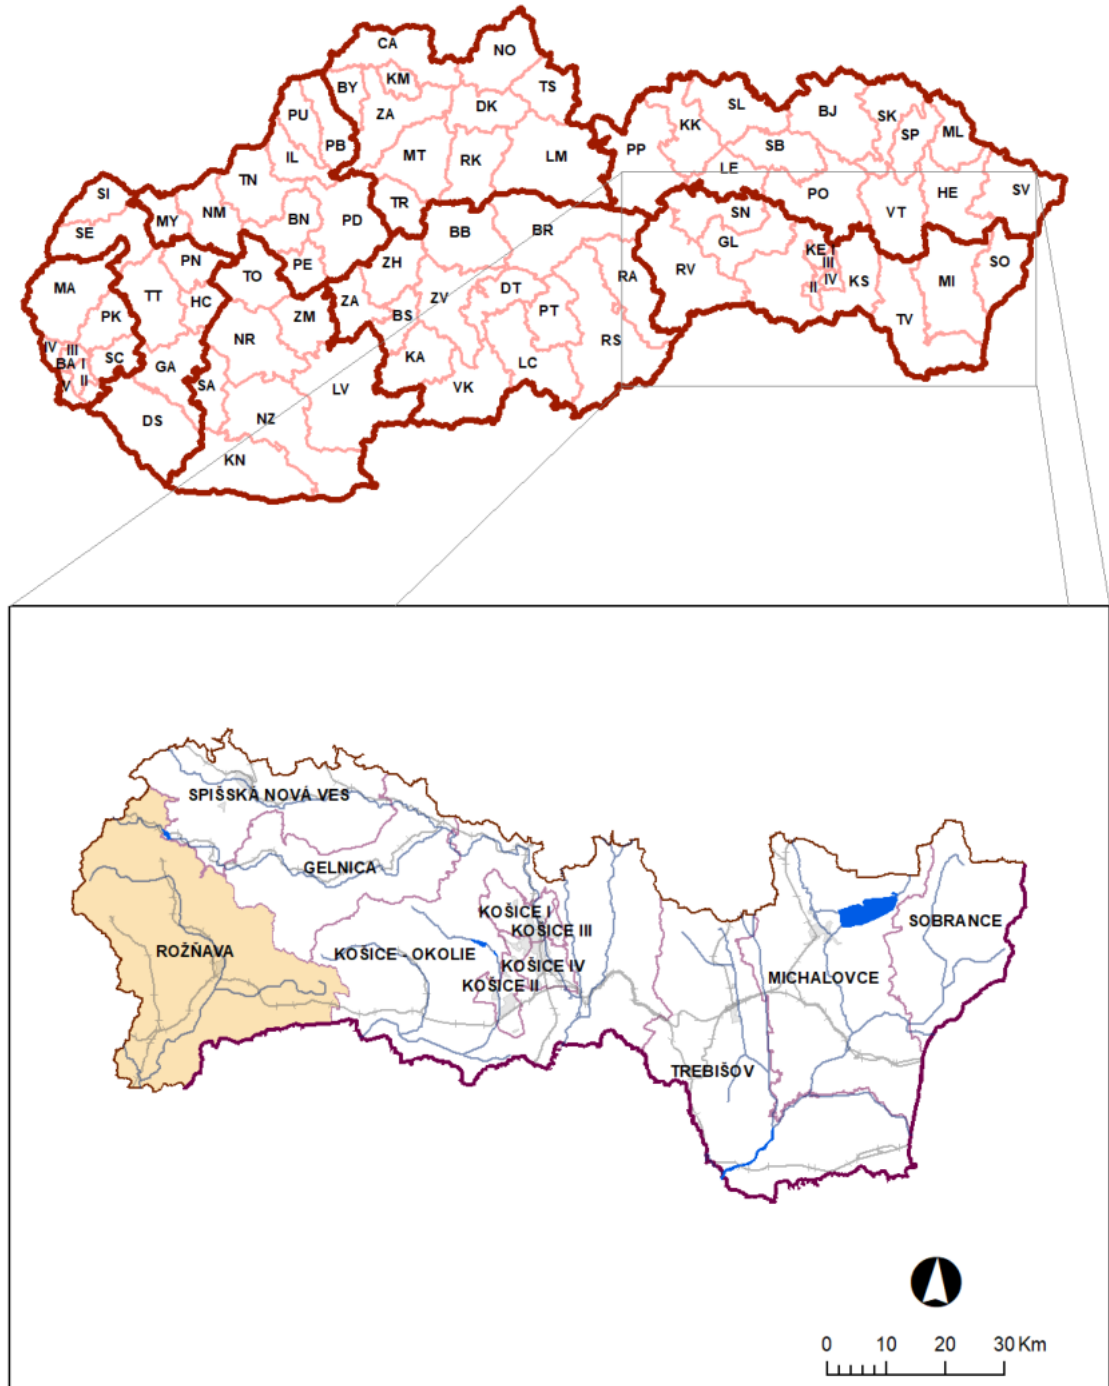 CA
NO
BY
KM
TS
PU
ZA
DK
SL
BJ
SK
KK
SP
ML
PB
PP
SB
IL
MT
RK
LM
LE
TN
SI
PO
HE
SV
MY
NM
BN
PD
TR
SN
VT
SE
BB
BR
GL
PN
PE
ZH
KE I
SO
TO
RV
III
MA
TT
RA
IV
KS
MI
HC
ZA
ZV
DT
II
PK
BS
PT
ZM
TV
NR
RS
IV
III
SC
KA
LC
BA
I
GA
V
II
SA
LV
VK
DS
NZ
KN
SPIŠSKÁ NOVÁ VES
GELNICA
KOŠICE I
SOBRANCE
KOŠICE III
ROŽŇAVA
KOŠICE - OKOLIE
KOŠICE IV
MICHALOVCE
KOŠICE II
TREBIŠOV
0 10 20 30 Km